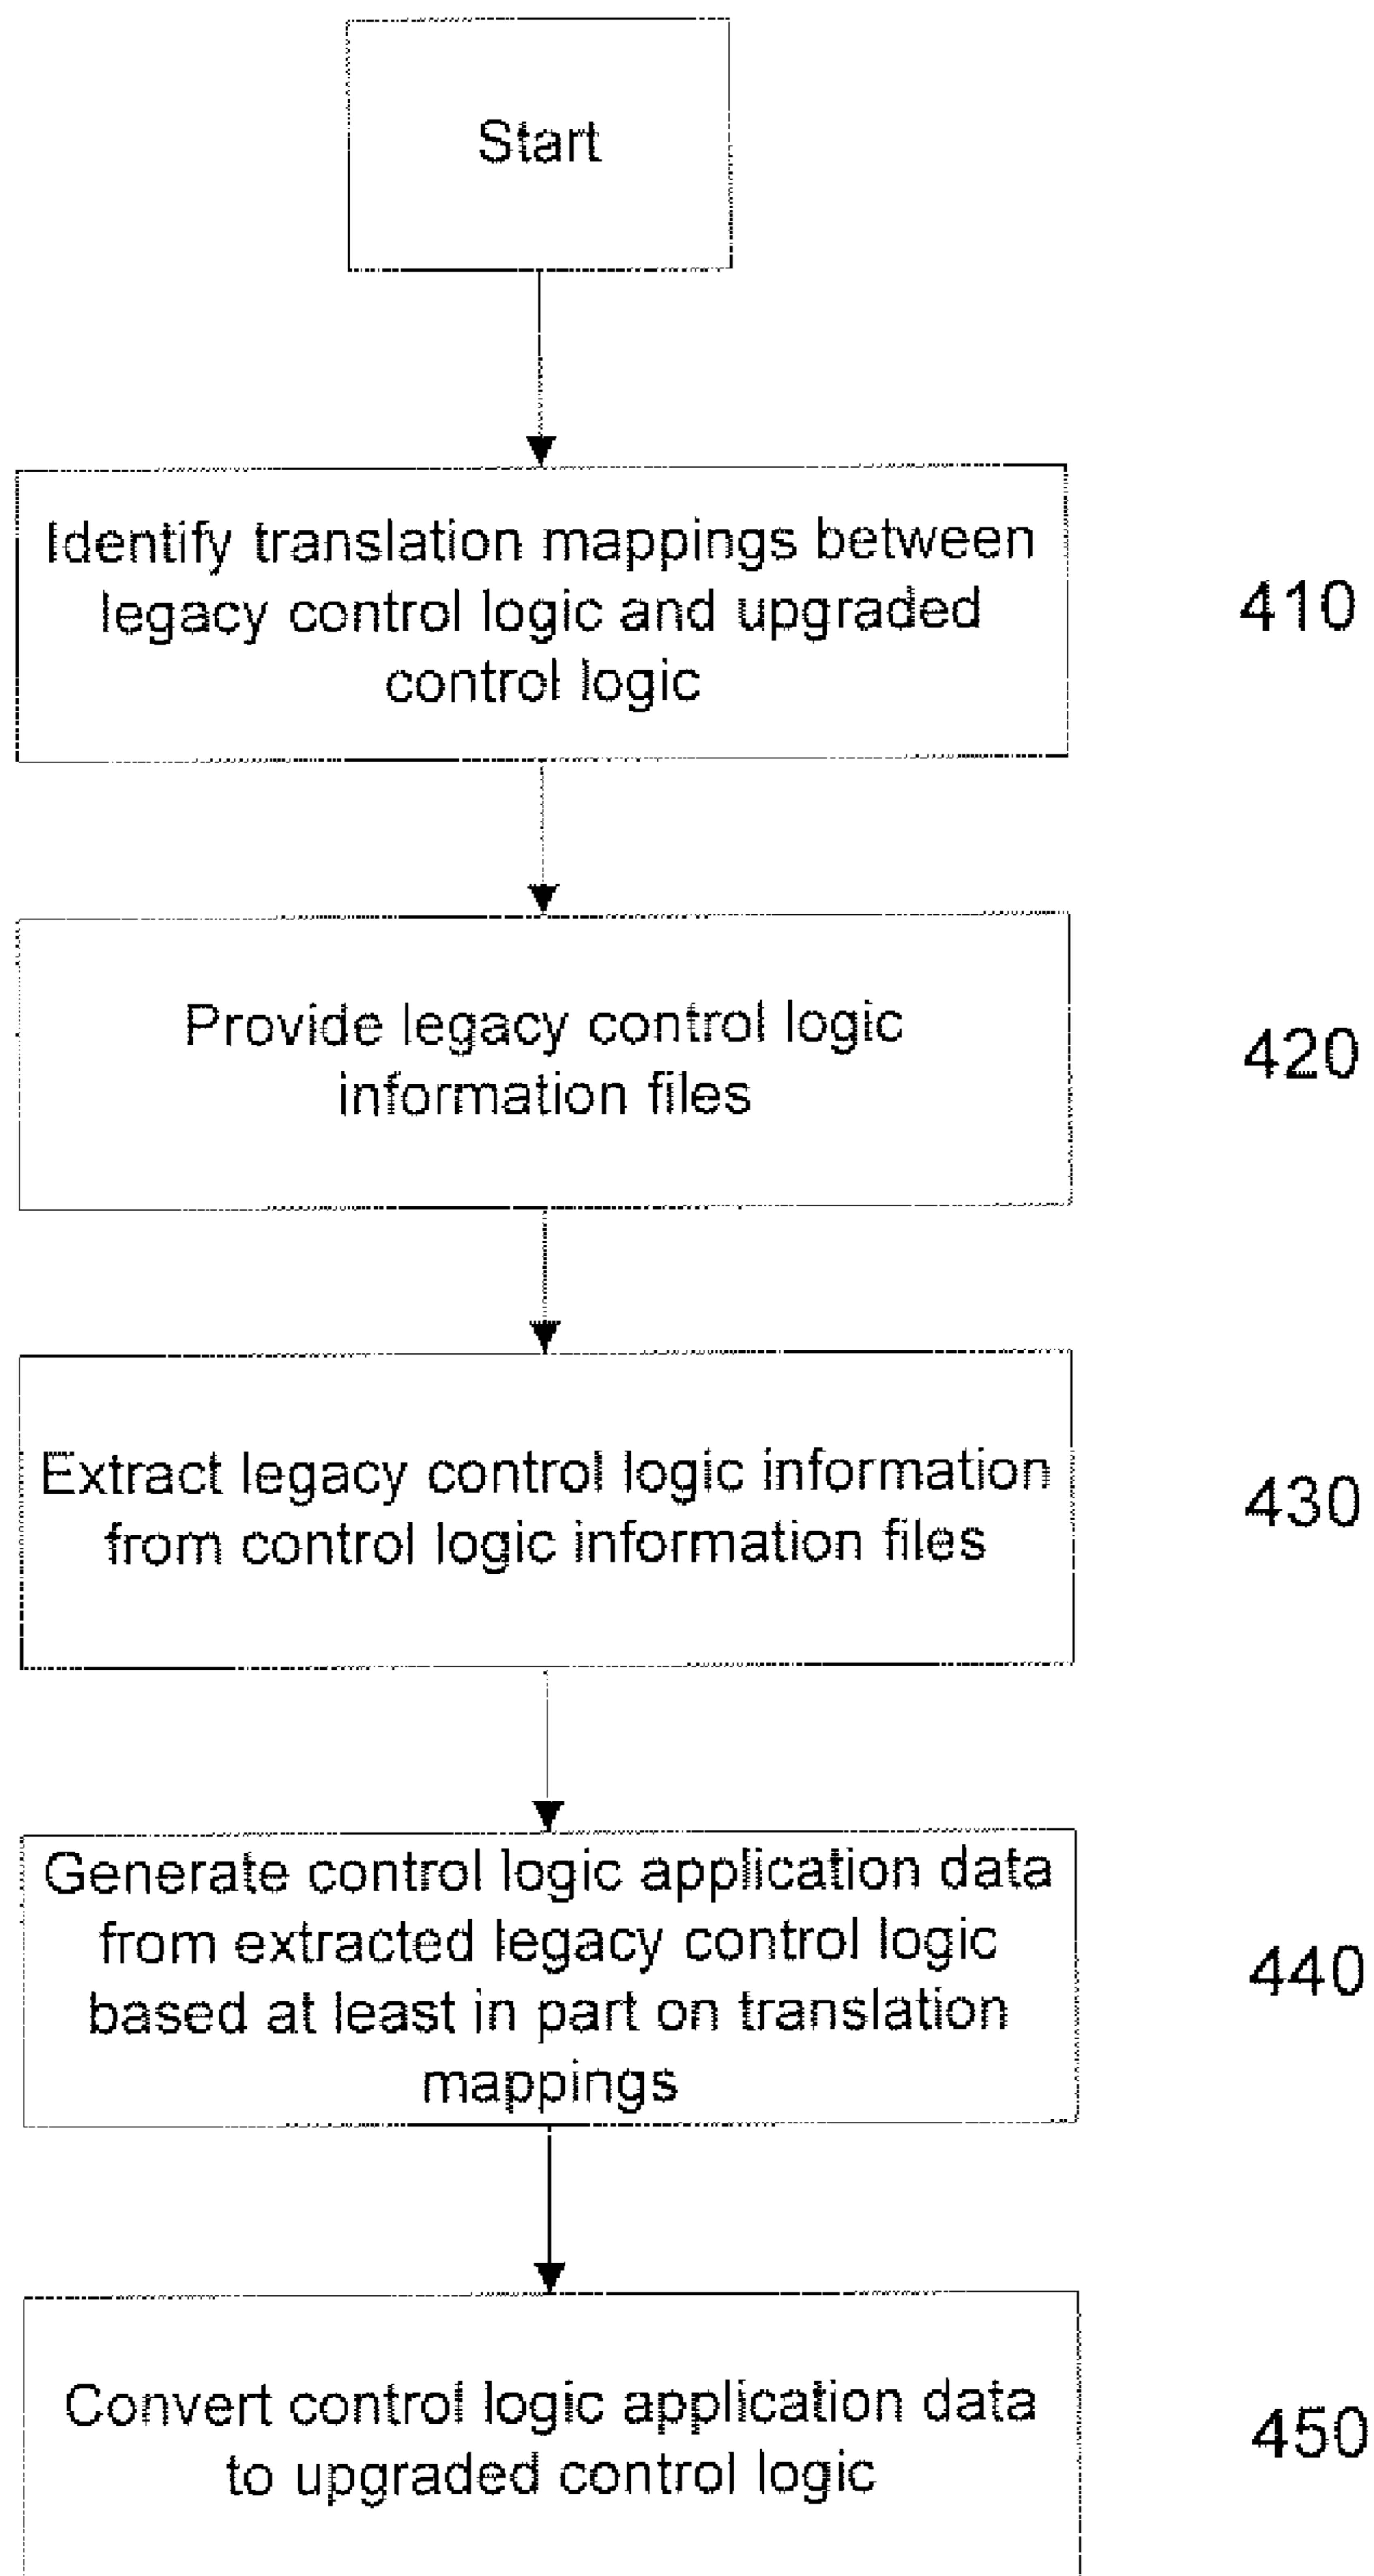 Start
Identify translation mappings between
legacy control logic and upgraded
control logic
410
Provide legacy control logic
information files
420
Extract legacy control logic information
from control logic information files
430
Generate control logic application data
from extracted legacy control logic
based at least in part on translation
mappings
440
Convert control logic application data
to upgraded control logic
450